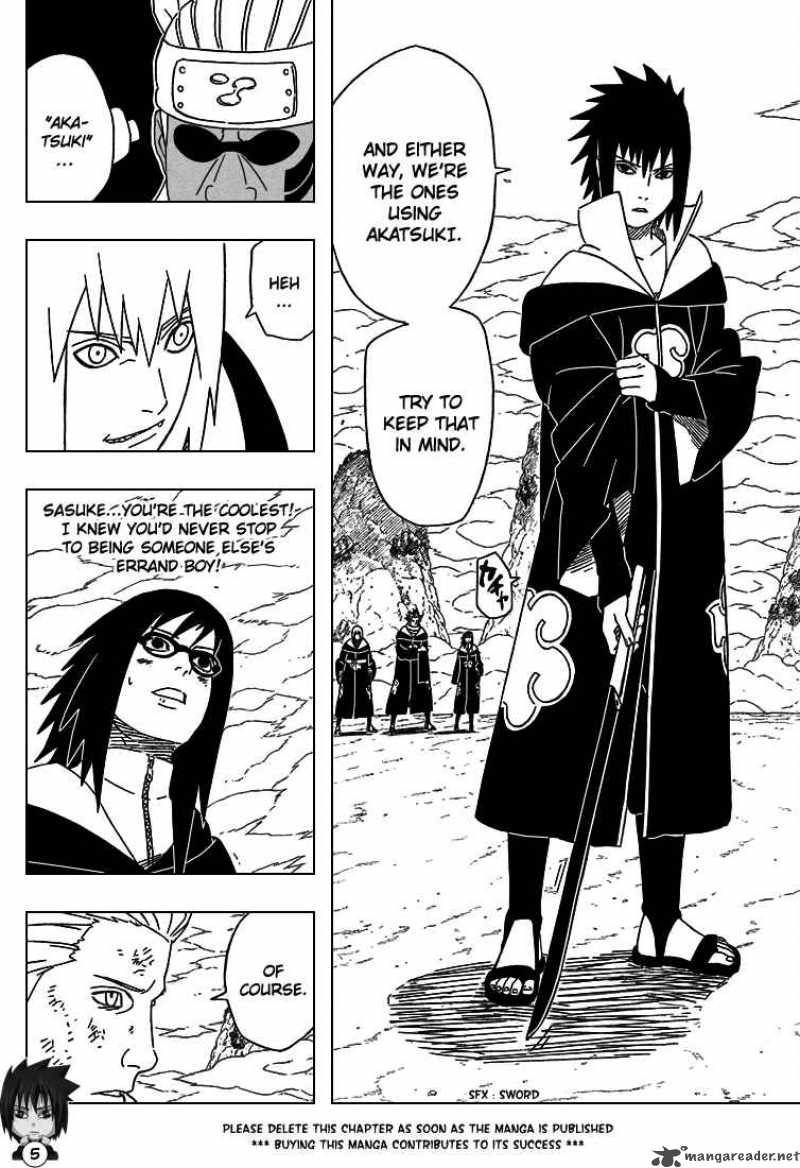 AND EITHER
WAY, WE'RE
THE ONES
USING
AKATSUKI.
TRY TO
KEEP THAT
IN MIND.
カチャ
SFX : SWORD
"AKA-
TSUKI"
...
HEH
...
SASUKE...YOU'RE THE COOLEST!
I KNEW YOU'D NEVER STOP
TO BEING SOMEONE ELSE'S
ERRAND BOY!
OF
COURSE.
5
PLEASE DELETE THIS CHAPTER AS SOON AS THE MANGA IS PUBLISHED
*** BUYING THIS MANGA CONTRIBUTES TO ITS SUCCESS ***
mangareader.net